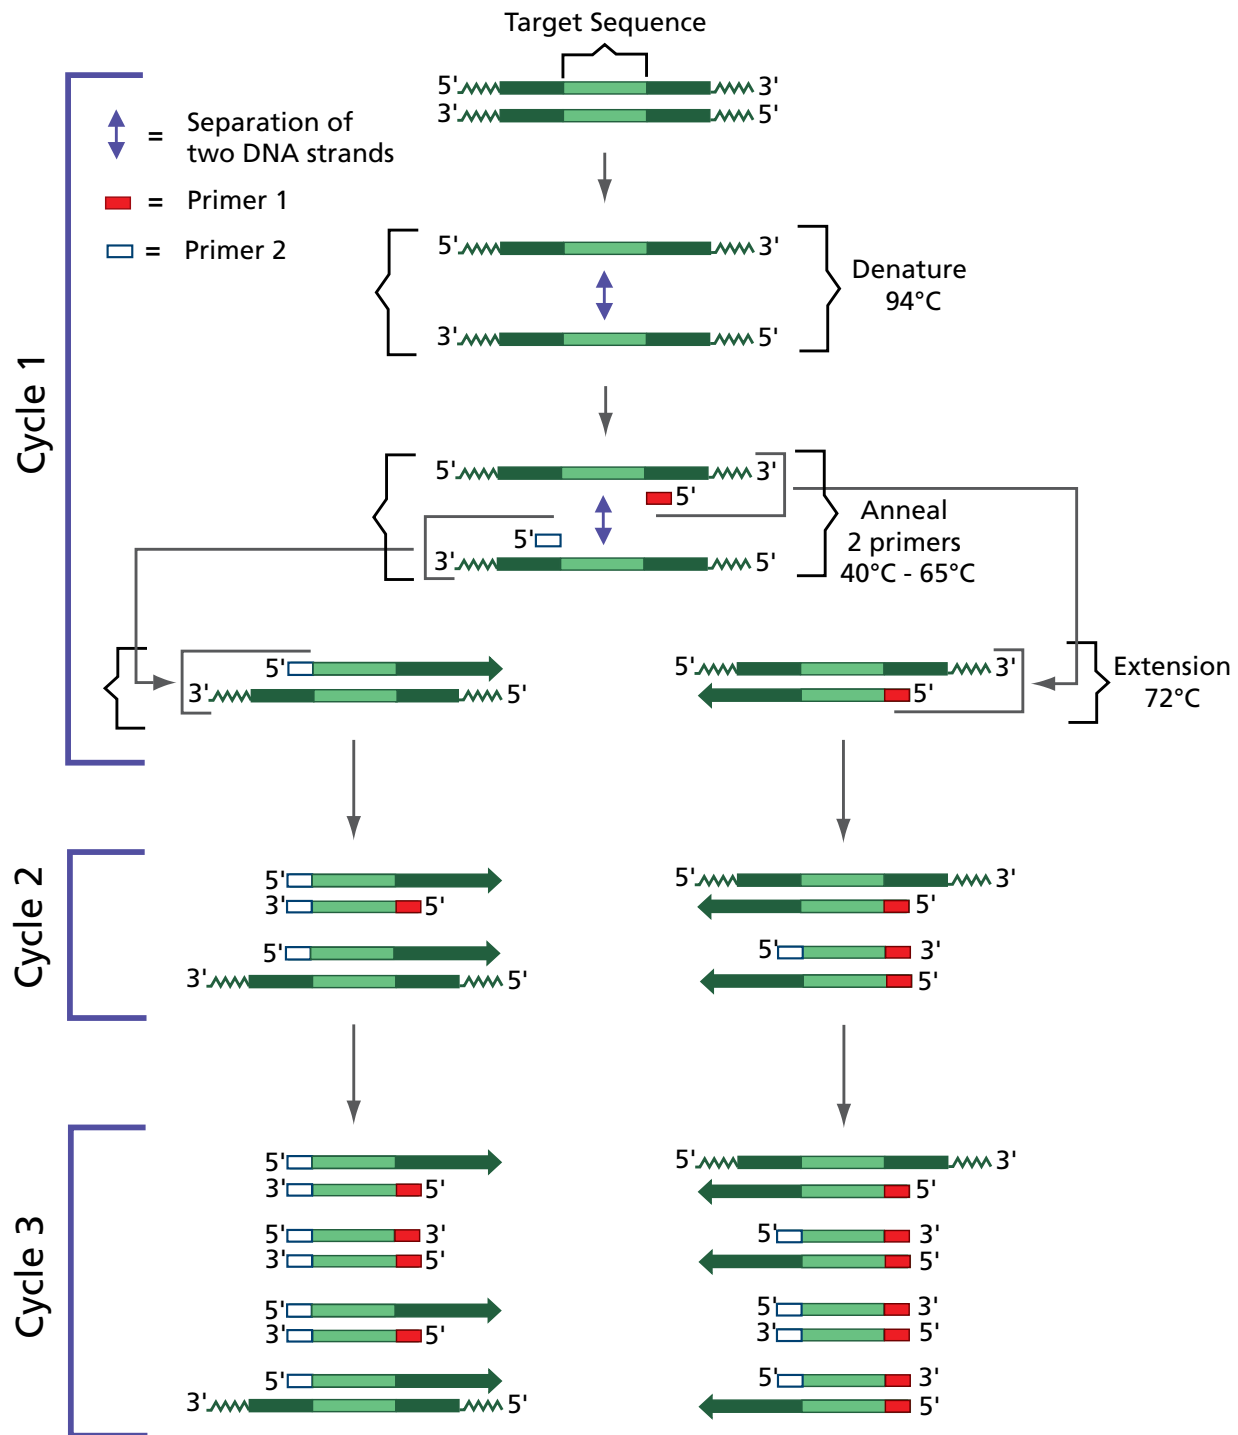 Target Sequence
5' 3'
3' 5'
= Separation of
two DNA strands
= Primer 1
= Primer 2
Cycle 1
5' 3'
Denature
94°C
3' 5'
5' 3'
5'
Anneal
2 primers
40°C - 65°C
5'
3' 5'
5' 5' 3'
3' 5' 5'
Extension
72°C
Cycle 2
5' 5' 3'
3' 5' 5'
5' 5' 3'
3' 5' 5'
Cycle 3
5' 5' 3'
3' 5' 5'
5' 3' 5' 3'
3' 5' 5'
5' 5' 3'
3' 5' 3' 5'
5' 5' 3'
3' 5' 5'